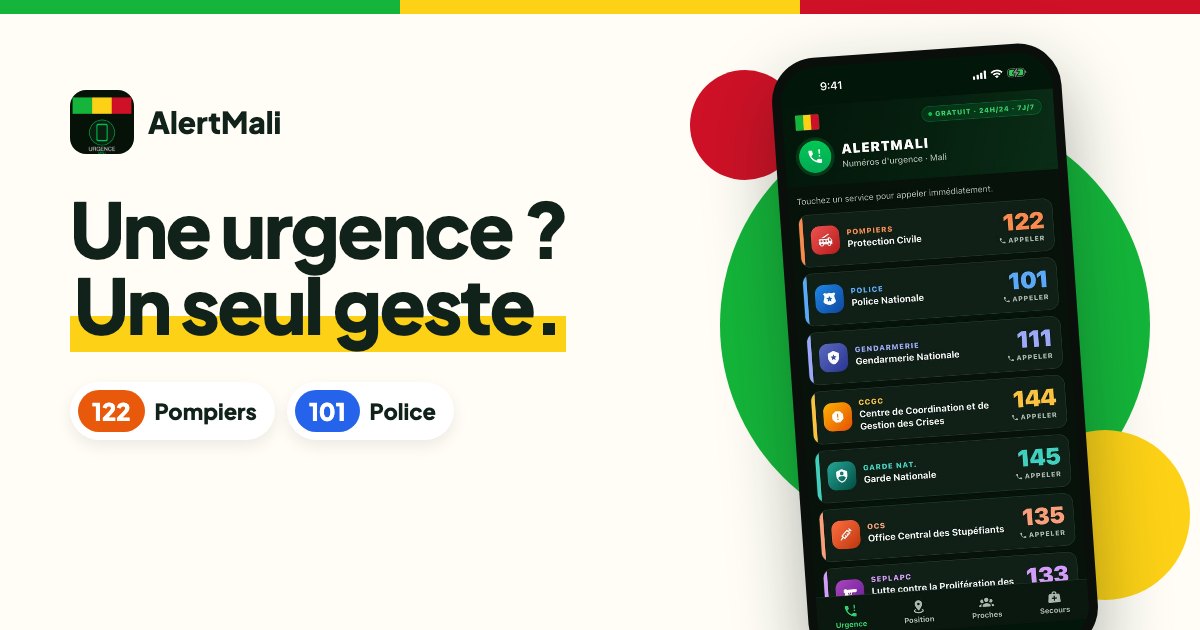 URGENCE
AlertMali
Une urgence ?
Un seul geste.
122 Pompiers
101 Police
9:41
GRATUIT · 24H/24 · 7J/7
ALERTMALI
Numéros d'urgence · Mali
Touchez un service pour appeler immédiatement.
POMPIERS
Protection Civile
122
APPELER
POLICE
Police Nationale
101
APPELER
GENDARMERIE
Gendarmerie Nationale
111
APPELER
CCGC
Centre de Coordination et de
Gestion des Crises
144
APPELER
GARDE NAT.
Garde Nationale
145
APPELER
OCS
Office Central des Stupéfiants
135
APPELER
SEPLAPC
Lutte contre la Prolifération des
133
Urgence
Position
Proches
Secours